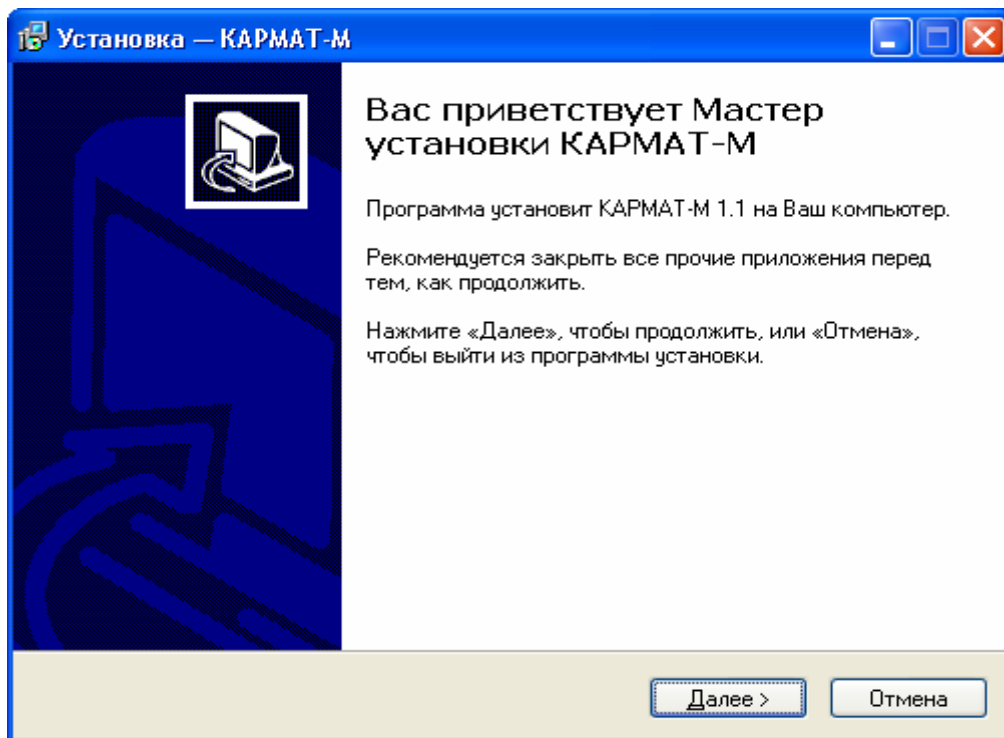 Установка — КАРМАТ-М
Вас приветствует Мастер
установки КАРМАТ-М
Программа установит КАРМАТ-М 1.1 на Ваш компьютер.
Рекомендуется закрыть все прочие приложения перед
тем, как продолжить.
Нажмите «Далее», чтобы продолжить, или «Отмена»,
чтобы выйти из программы установки.
Далее >
Отмена